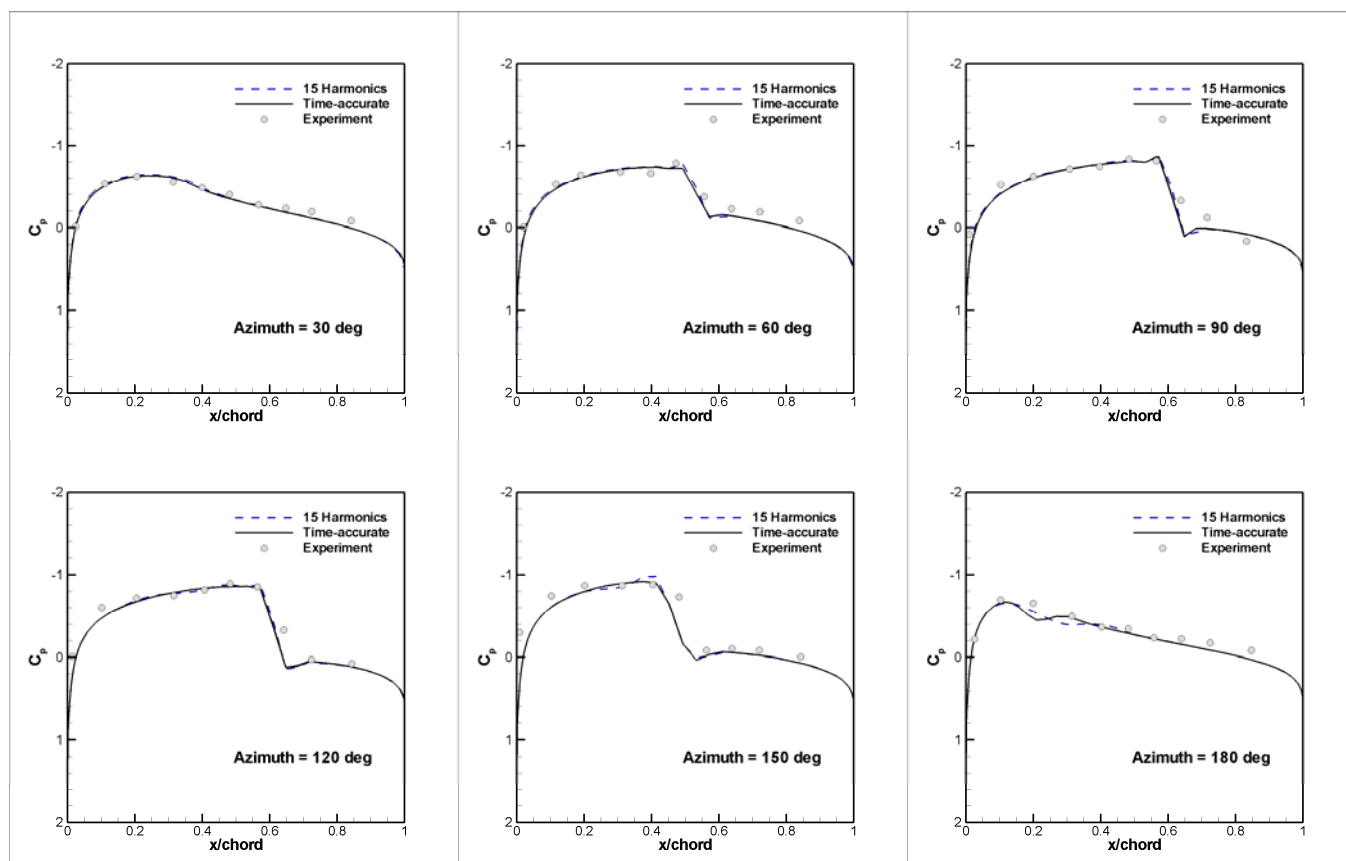 -2
15 Harmonics
Time-accurate
Experiment
-1
Cp
0
1
Azimuth = 30 deg
2
0 0.2 0.4 0.6 0.8 1
x/chord
-2
15 Harmonics
Time-accurate
Experiment
-1
Cp
0
1
Azimuth = 60 deg
2
0 0.2 0.4 0.6 0.8 1
x/chord
-2
15 Harmonics
Time-accurate
Experiment
-1
Cp
0
1
Azimuth = 90 deg
2
0 0.2 0.4 0.6 0.8 1
x/chord
-2
15 Harmonics
Time-accurate
Experiment
-1
Cp
0
1
Azimuth = 120 deg
2
0 0.2 0.4 0.6 0.8 1
x/chord
-2
15 Harmonics
Time-accurate
Experiment
-1
Cp
0
1
Azimuth = 150 deg
2
0 0.2 0.4 0.6 0.8 1
x/chord
-2
15 Harmonics
Time-accurate
Experiment
-1
Cp
0
1
Azimuth = 180 deg
2
0 0.2 0.4 0.6 0.8 1
x/chord